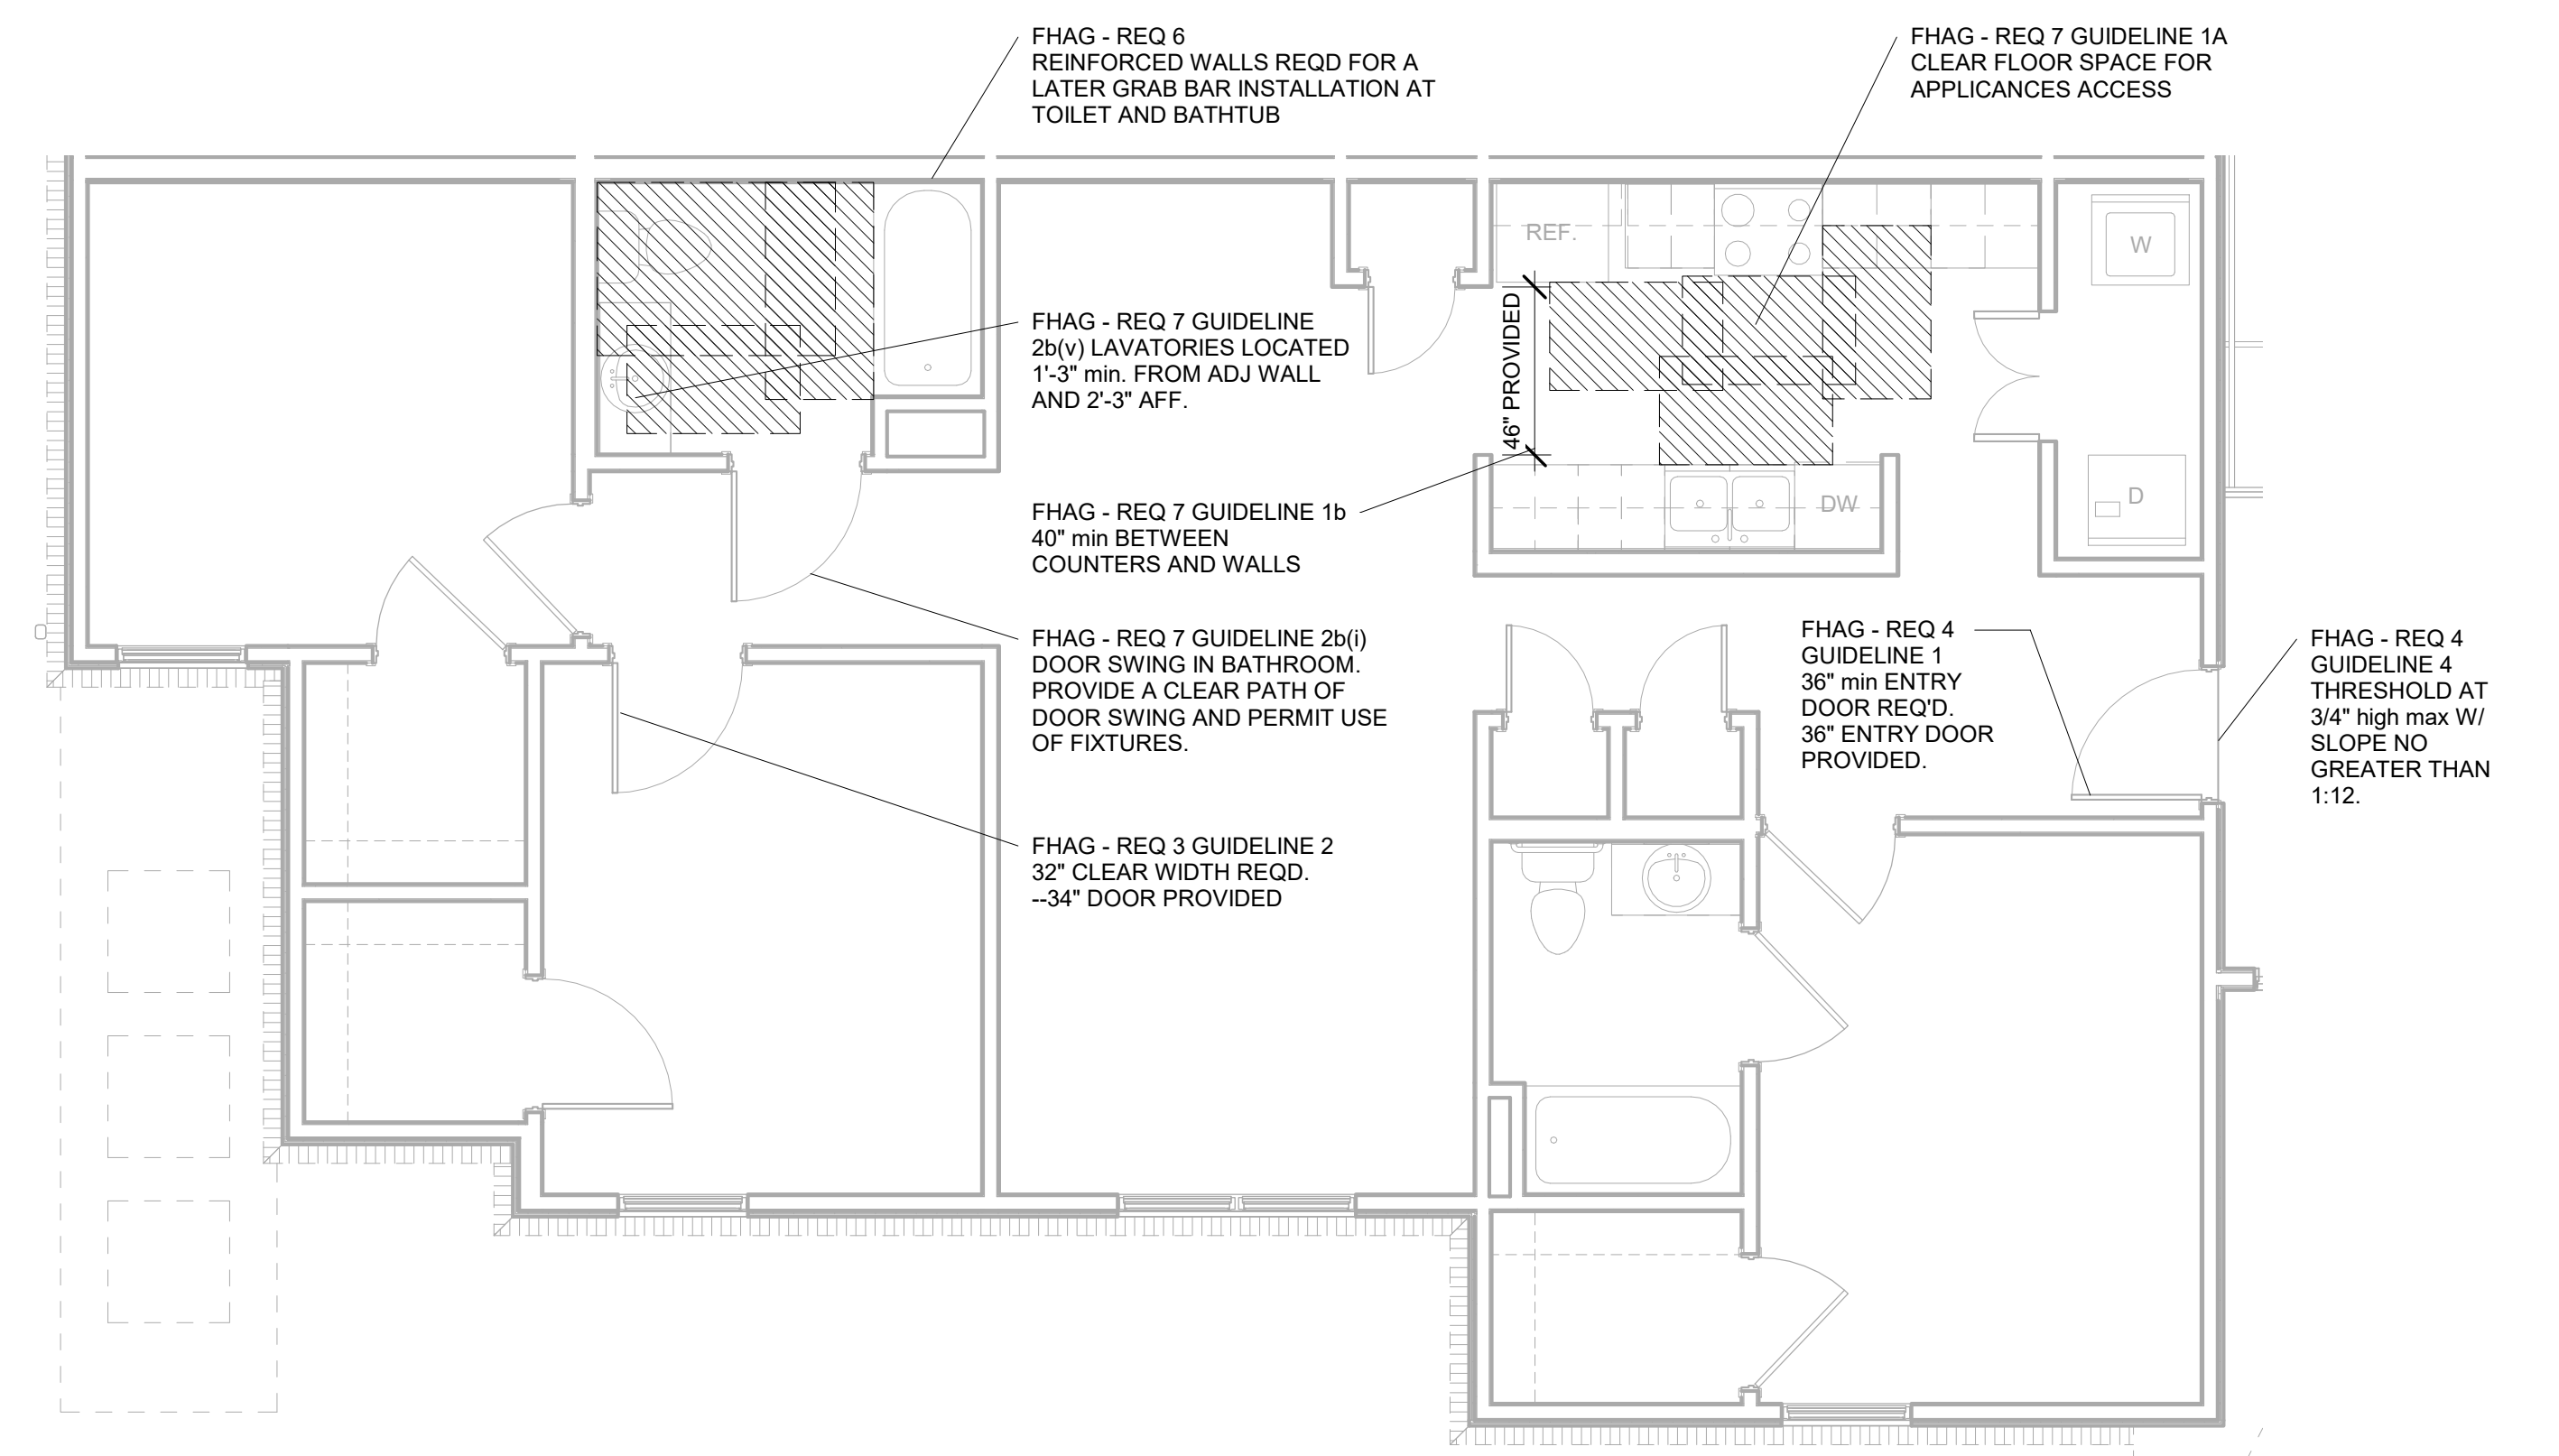 FHAG - REQ 6
REINFORCED WALLS REQD FOR A
LATER GRAB BAR INSTALLATION AT
TOILET AND BATHTUB
FHAG - REQ 7 GUIDELINE 1A
CLEAR FLOOR SPACE FOR
APPLICANCES ACCESS
REF.
W
FHAG - REQ 7 GUIDELINE
2b(v) LAVATORIES LOCATED
1'-3" min. FROM ADJ WALL
AND 2'-3" AFF.
46" PROVIDED
FHAG - REQ 7 GUIDELINE 1b
40" min BETWEEN
COUNTERS AND WALLS
DW
D
FHAG - REQ 7 GUIDELINE 2b(i)
DOOR SWING IN BATHROOM.
PROVIDE A CLEAR PATH OF
DOOR SWING AND PERMIT USE
OF FIXTURES.
FHAG - REQ 4
GUIDELINE 1
36" min ENTRY
DOOR REQ'D.
36" ENTRY DOOR
PROVIDED.
FHAG - REQ 4
GUIDELINE 4
THRESHOLD AT
3/4" high max W/
SLOPE NO
GREATER THAN
1:12.
FHAG - REQ 3 GUIDELINE 2
32" CLEAR WIDTH REQD.
--34" DOOR PROVIDED